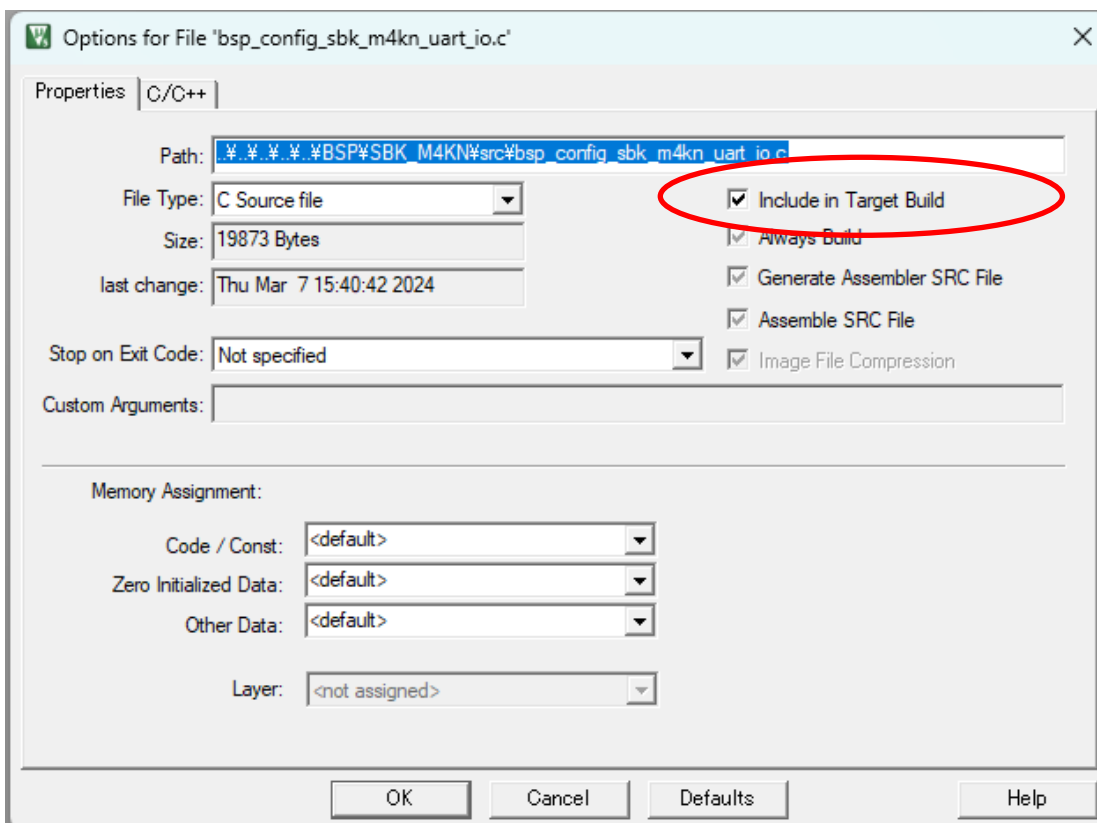 Options for File 'bsp_config_sbk_m4kn_uart_io.c'
Properties C/C++
Path: ..¥..¥..¥..¥..¥BSP¥SBK_M4KN¥src¥bsp_config_sbk_m4kn_uart_io.c
File Type: C Source file Include in Target Build
Size: 19873 Bytes Always Build
last change: Thu Mar 7 15:40:42 2024 Generate Assembler SRC File
Assemble SRC File
Stop on Exit Code: Not specified Image File Compression
Custom Arguments:
Memory Assignment:
Code / Const: <default>
Zero Initialized Data: <default>
Other Data: <default>
Layer: <not assigned>
OK Cancel Defaults Help